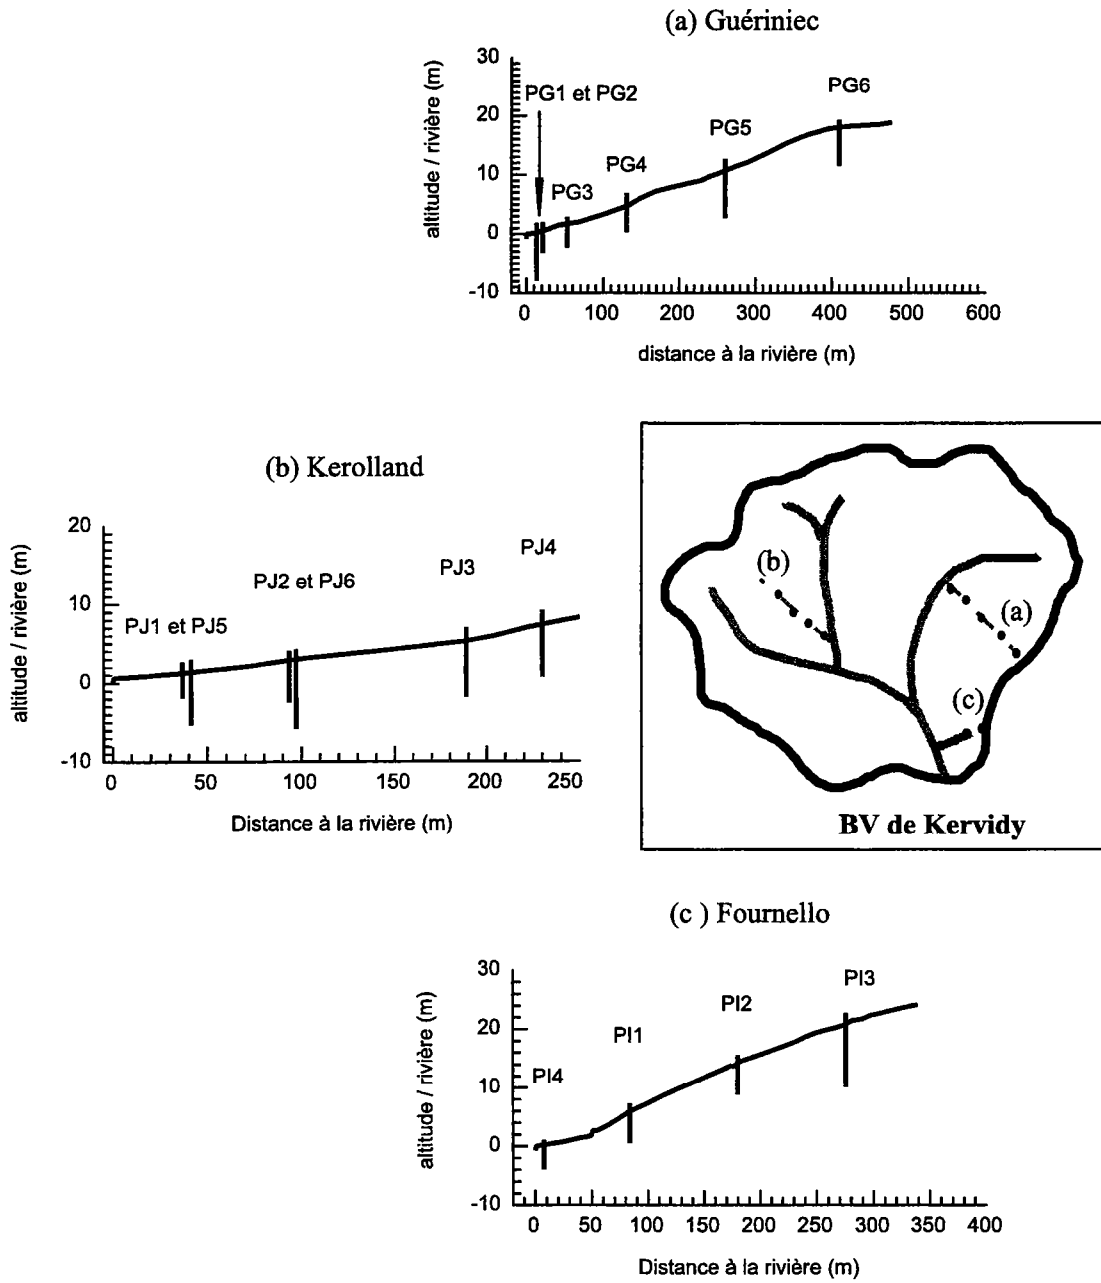 (a) Guériniec
altitude / rivière (m)
30
20
10
0
-10
PG1 et PG2
PG3
PG4
PG5
PG6
0 100 200 300 400 500 600
distance à la rivière (m)
(b) Kerolland
altitude / rivière (m)
20
10
0
-10
PJ1 et PJ5
PJ2 et PJ6
PJ3
PJ4
0 50 100 150 200 250
Distance à la rivière (m)
(b)
(a)
(c)
BV de Kervidy
(c ) Fournello
altitude / rivière (m)
30
20
10
0
-10
PI4
PI1
PI2
PI3
0 50 100 150 200 250 300 350 400
Distance à la rivière (m)